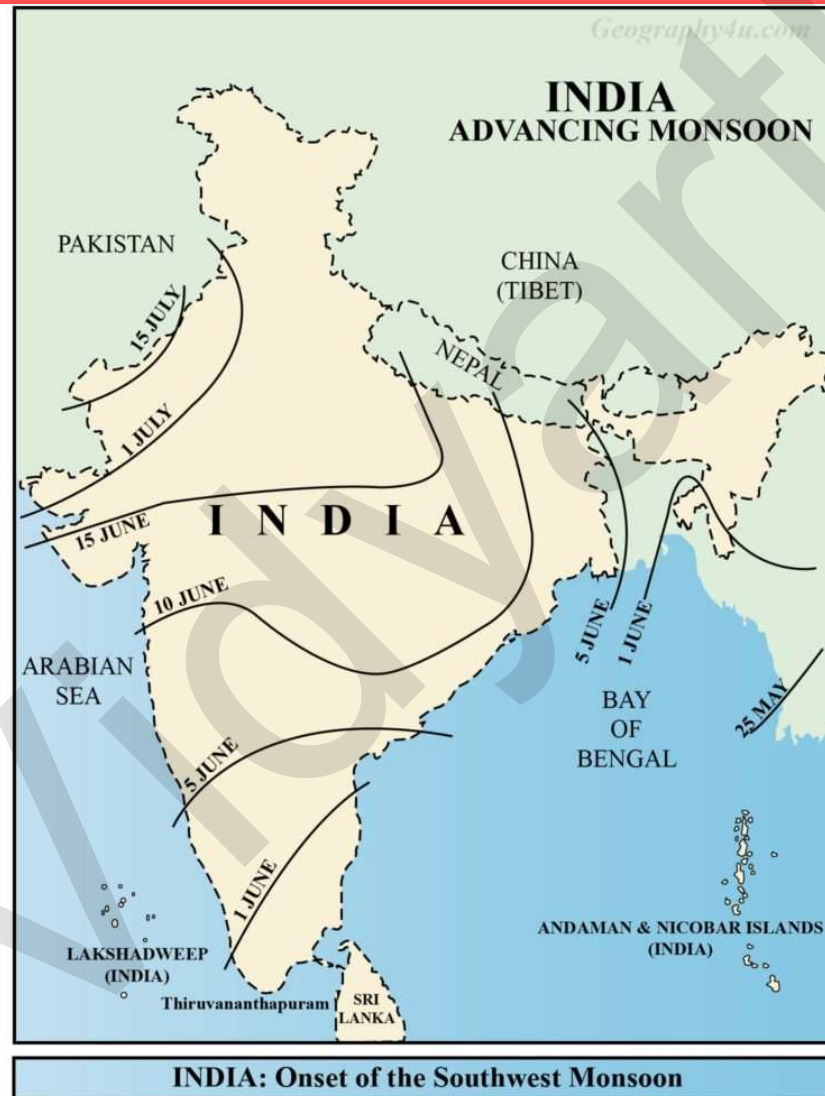 Geography4u.com
INDIA
ADVANCING MONSOON
PAKISTAN
CHINA
(TIBET)
NEPAL
15 JULY
1 JULY
15 JUNE
INDIA
10 JUNE
5 JUNE
1 JUNE
ARABIAN
SEA
BAY
OF
BENGAL
25 MAY
5 JUNE
1 JUNE
ANDAMAN & NICOBAR ISLANDS
(INDIA)
LAKSHADWEEP
(INDIA)
Thiruvananthapuram
SRI
LANKA
INDIA: Onset of the Southwest Monsoon